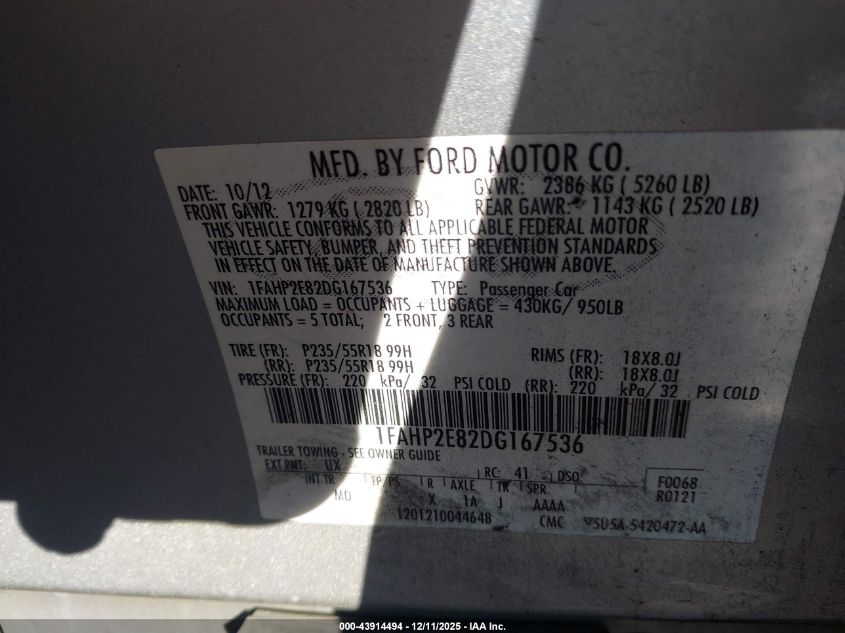 MFD. BY FORD MOTOR CO.
DATE: 10/12 GVWR: 2386 KG ( 5260 LB)
FRONT GAWR: 1279 KG ( 2820 LB) REAR GAWR: 1143 KG ( 2520 LB)
THIS VEHICLE CONFORMS TO ALL APPLICABLE FEDERAL MOTOR
VEHICLE SAFETY, BUMPER, AND THEFT PREVENTION STANDARDS
IN EFFECT ON THE DATE OF MANUFACTURE SHOWN ABOVE.
VIN: 1FAHP2E82DG167536 TYPE: Passenger Car
MAXIMUM LOAD = OCCUPANTS + LUGGAGE = 430KG/ 950LB
OCCUPANTS = 5 TOTAL; 2 FRONT, 3 REAR
TIRE (FR): P235/55R18 99H RIMS (FR): 18X8.0J
(RR): P235/55R18 99H (RR): 18X8.0J
PRESSURE (FR): 220 kPa/ 32 PSI COLD (RR): 220 kPa/ 32 PSI COLD
1FAHP2E82DG167536
TRAILER TOWING - SEE OWNER GUIDE
EXT PNT: UX RC: 41 DSO: F0068
INT TR TP/PS R AXLE TR SPR R0121
MD X 1A J AAAA
1201210044648 CMC ▽5U5A-5420472-AA
000-43914494 - 12/11/2025 - IAA Inc.